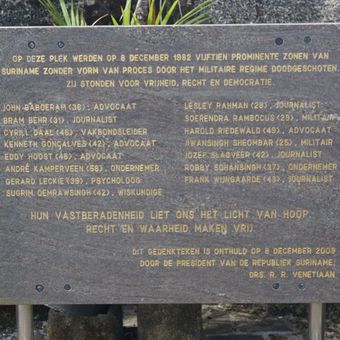 OP DEZE PLEK WERDEN OP 8 DECEMBER 1982 VIJFTIEN PROMINENTE ZONEN VAN
SURINAME ZONDER VORM VAN PROCES DOOR HET MILITAIRE REGIME DOODGESCHOTEN.
ZIJ STONDEN VOOR VRIJHEID, RECHT EN DEMOCRATIE.
JOHN BABOERAM (36), ADVOCAAT
BRAM BEHR (31), JOURNALIST
CYRILL DAAL (46), VAKBONDSLEIDER
KENNETH GONÇALVES (42), ADVOCAAT
EDDY HOOST (48), ADVOCAAT
ANDRÉ KAMPERVEEN (58), ONDERNEMER
GERARD LECKIE (39), PSYCHOLOOG
SUGRIM OEMRAWSINGH (42), WISKUNDIGE
LESLEY RAHMAN (28), JOURNALIST
SOERENDRA RAMBOCUS (29), MILITAIR
HAROLD RIEDEWALD (49), ADVOCAAT
JIWANSINGH SHEOMBAR (25), MILITAIR
JOZEF SLAGVEER (42), JOURNALIST
ROBBY SOHANSINGH (37), ONDERNEMER
FRANK WIJNGAARDE (43), JOURNALIST
HUN VASTBERADENHEID LIET ONS HET LICHT VAN HOOP.
RECHT EN WAARHEID MAKEN VRIJ.
DIT GEDENKTEKEN IS ONTHULD OP 8 DECEMBER 2009
DOOR DE PRESIDENT VAN DE REPUBLIEK SURINAME,
DRS. R. R. VENETIAAN